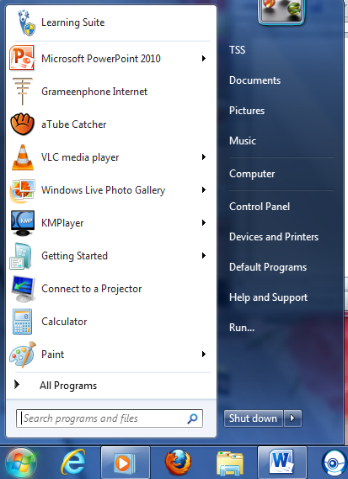 Learning Suite
Microsoft PowerPoint 2010
Grameenphone Internet
aTube Catcher
VLC media player
Windows Live Photo Gallery
KMPlayer
Getting Started
Connect to a Projector
Calculator
Paint
All Programs
Search programs and files
TSS
Documents
Pictures
Music
Computer
Control Panel
Devices and Printers
Default Programs
Help and Support
Run...
Shut down